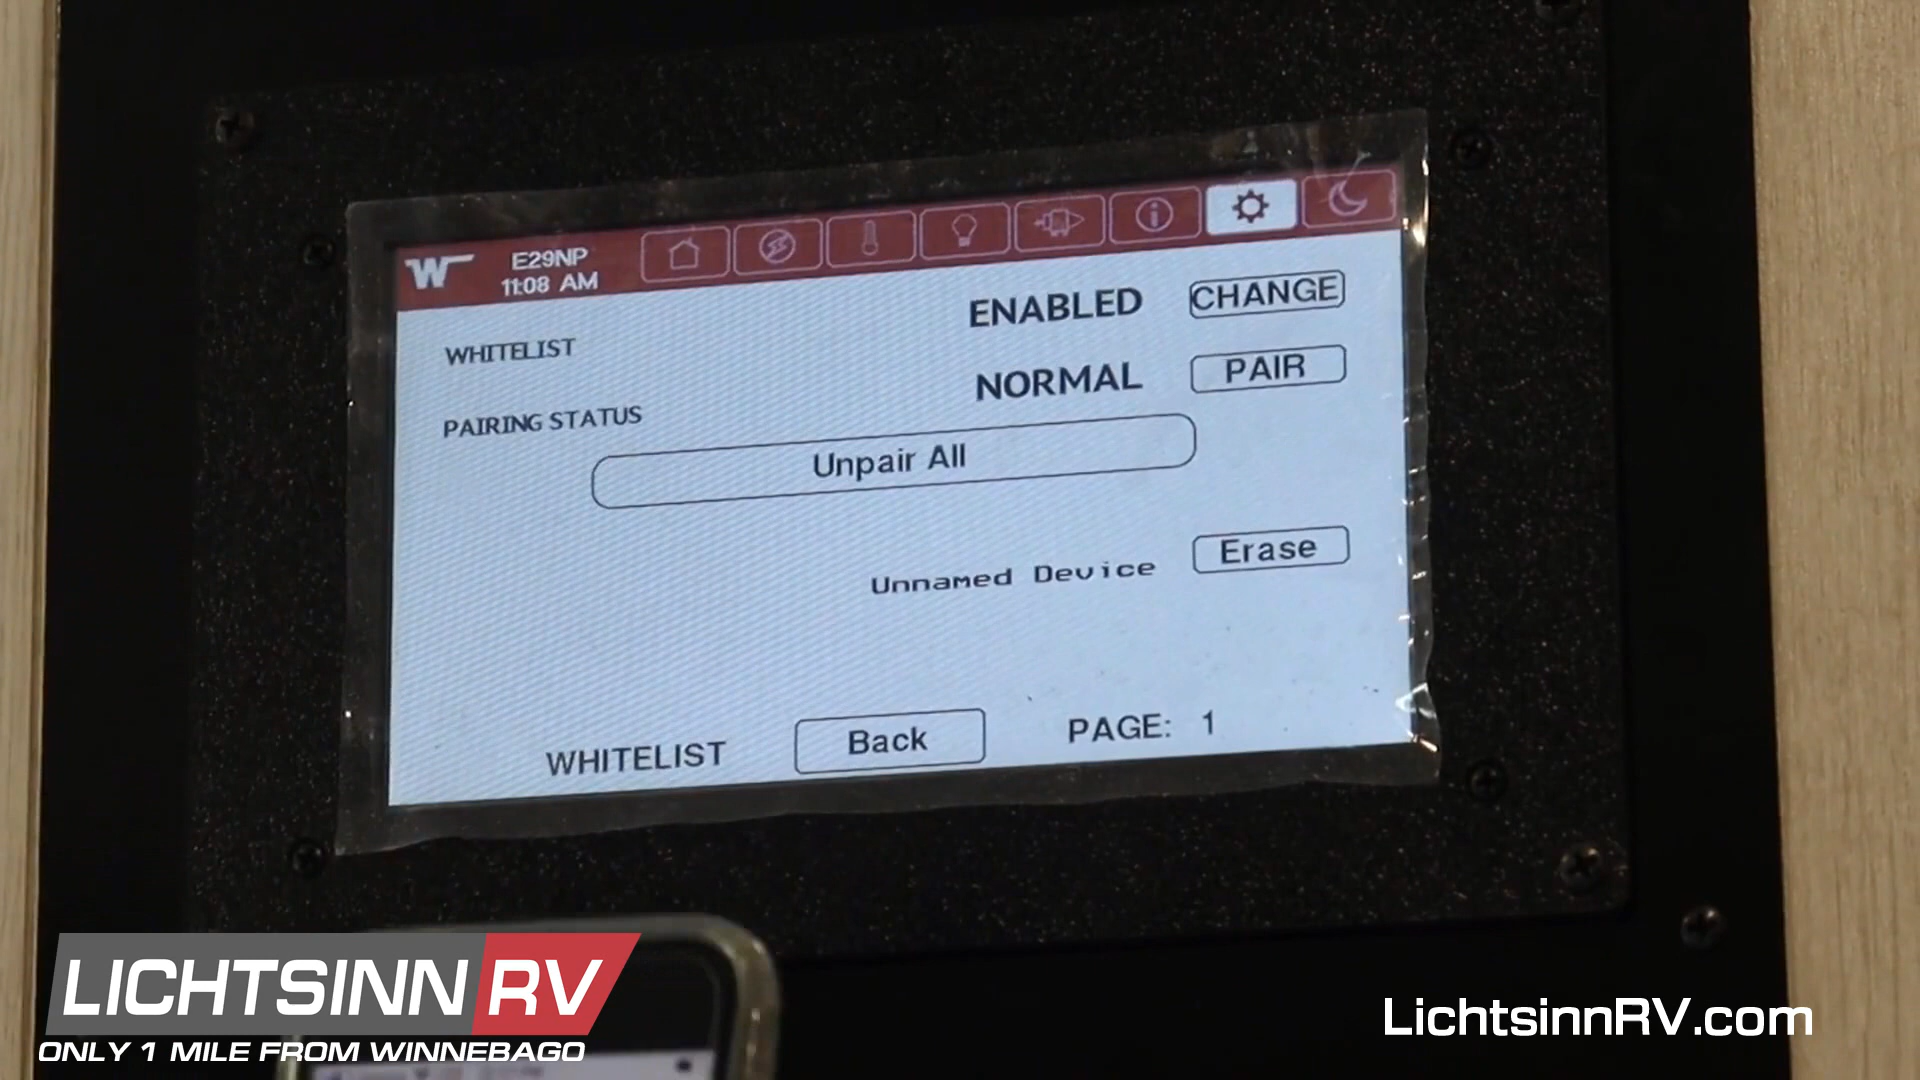 W
E29NP
11:08 AM
ENABLED
CHANGE
WHITELIST
NORMAL
PAIR
PAIRING STATUS
Unpair All
Unnamed Device
Erase
WHITELIST
Back
PAGE: 1
LICHTSINN RV
ONLY 1 MILE FROM WINNEBAGO
LichtsinnRV.com